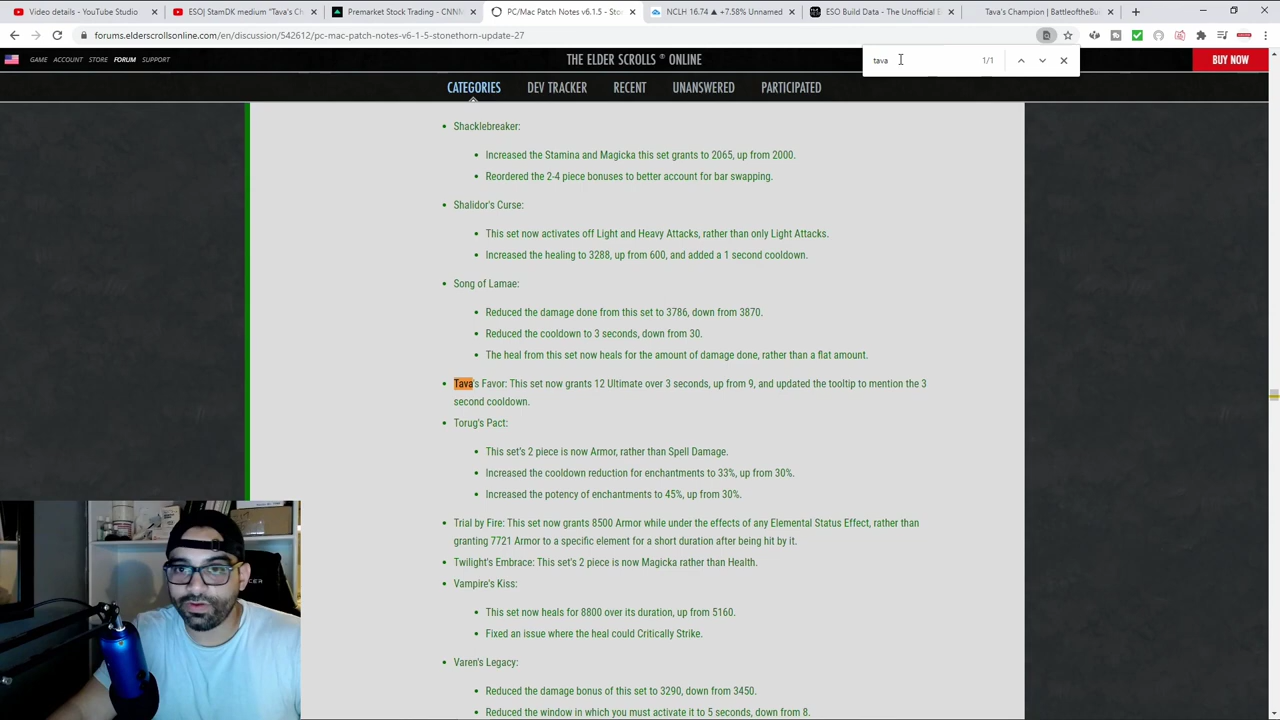 Video details - YouTube Studio
ESO| StamDK medium "Tava's Ch
Premarket Stock Trading - CNNM
PC/Mac Patch Notes v6.1.5 - Ston
NCLH 16.74 ▲ +7.58% Unnamed
ESO Build Data - The Unofficial E
Tava's Champion | BattleoftheBui
forums.elderscrollsonline.com/en/discussion/542612/pc-mac-patch-notes-v6-1-5-stonethorn-update-27
tava 1/1
GAME ACCOUNT STORE FORUM SUPPORT
THE ELDER SCROLLS ® ONLINE
BUY NOW
CATEGORIES DEV TRACKER RECENT UNANSWERED PARTICIPATED
Shacklebreaker:
Increased the Stamina and Magicka this set grants to 2065, up from 2000.
Reordered the 2-4 piece bonuses to better account for bar swapping.
Shalidor's Curse:
This set now activates off Light and Heavy Attacks, rather than only Light Attacks.
Increased the healing to 3288, up from 600, and added a 1 second cooldown.
Song of Lamae:
Reduced the damage done from this set to 3786, down from 3870.
Reduced the cooldown to 3 seconds, down from 30.
The heal from this set now heals for the amount of damage done, rather than a flat amount.
Tava's Favor: This set now grants 12 Ultimate over 3 seconds, up from 9, and updated the tooltip to mention the 3
second cooldown.
Torug's Pact:
This set's 2 piece is now Armor, rather than Spell Damage.
Increased the cooldown reduction for enchantments to 33%, up from 30%.
Increased the potency of enchantments to 45%, up from 30%.
Trial by Fire: This set now grants 8500 Armor while under the effects of any Elemental Status Effect, rather than
granting 7721 Armor to a specific element for a short duration after being hit by it.
Twilight's Embrace: This set's 2 piece is now Magicka rather than Health.
Vampire's Kiss:
This set now heals for 8800 over its duration, up from 5160.
Fixed an issue where the heal could Critically Strike.
Varen's Legacy:
Reduced the damage bonus of this set to 3290, down from 3450.
Reduced the window in which you must activate it to 5 seconds, down from 8.